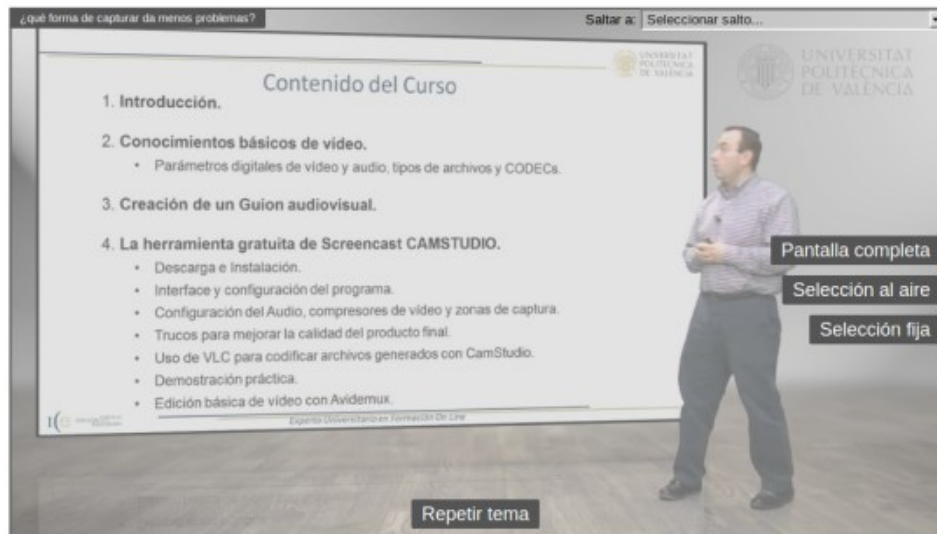 ¿qué forma de capturar da menos problemas?
Saltar a: Seleccionar salto...
UNIVERSITAT
POLITÈCNICA
DE VALÈNCIA
UNIVERSITAT
POLITÈCNICA
DE VALÈNCIA
Contenido del Curso
1. Introducción.
2. Conocimientos básicos de vídeo.
• Parámetros digitales de vídeo y audio, tipos de archivos y CODECs.
3. Creación de un Guion audiovisual.
4. La herramienta gratuita de Screencast CAMSTUDIO.
• Descarga e Instalación.
• Interface y configuración del programa.
• Configuración del Audio, compresores de vídeo y zonas de captura.
• Trucos para mejorar la calidad del producto final.
• Uso de VLC para codificar archivos generados con CamStudio.
• Demostración práctica.
• Edición básica de vídeo con Avidemux.
Experto Universitario en Formación On Line
Pantalla completa
Selección al aire
Selección fija
Repetir tema